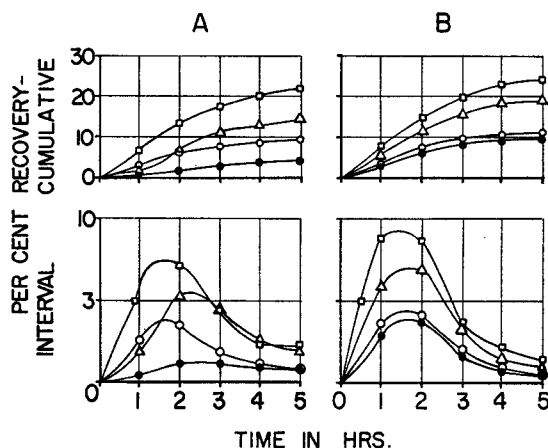 A B
PER CENT RECOVERY-
INTERVAL CUMULATIVE
30
20
10
0
10
3
0
1 2 3 4 5
0 1 2 3 4 5
TIME IN HRS.